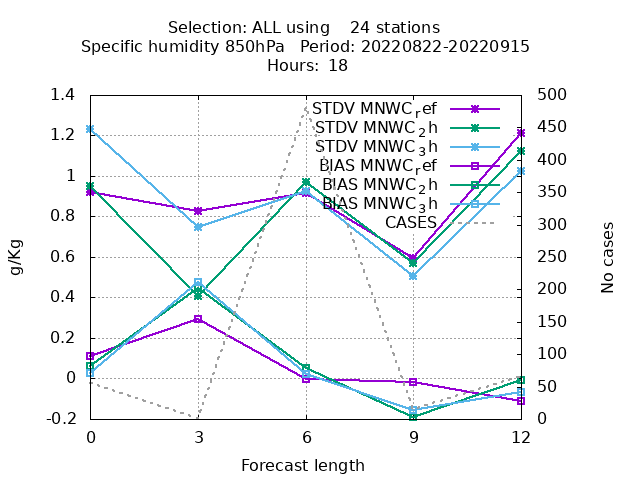 Selection: ALL using 24 stations
Specific humidity 850hPa Period: 20220822-20220915
Hours: 18
1.4
1.2
1
0.8
0.6
0.4
0.2
0
-0.2
500
450
400
350
300
250
200
150
100
50
0
STDV MNWC_ref
STDV MNWC_2h
STDV MNWC_3h
BIAS MNWC_ref
BIAS MNWC_2h
BIAS MNWC_3h
CASES
g/Kg
No cases
0 3 6 9 12
Forecast length